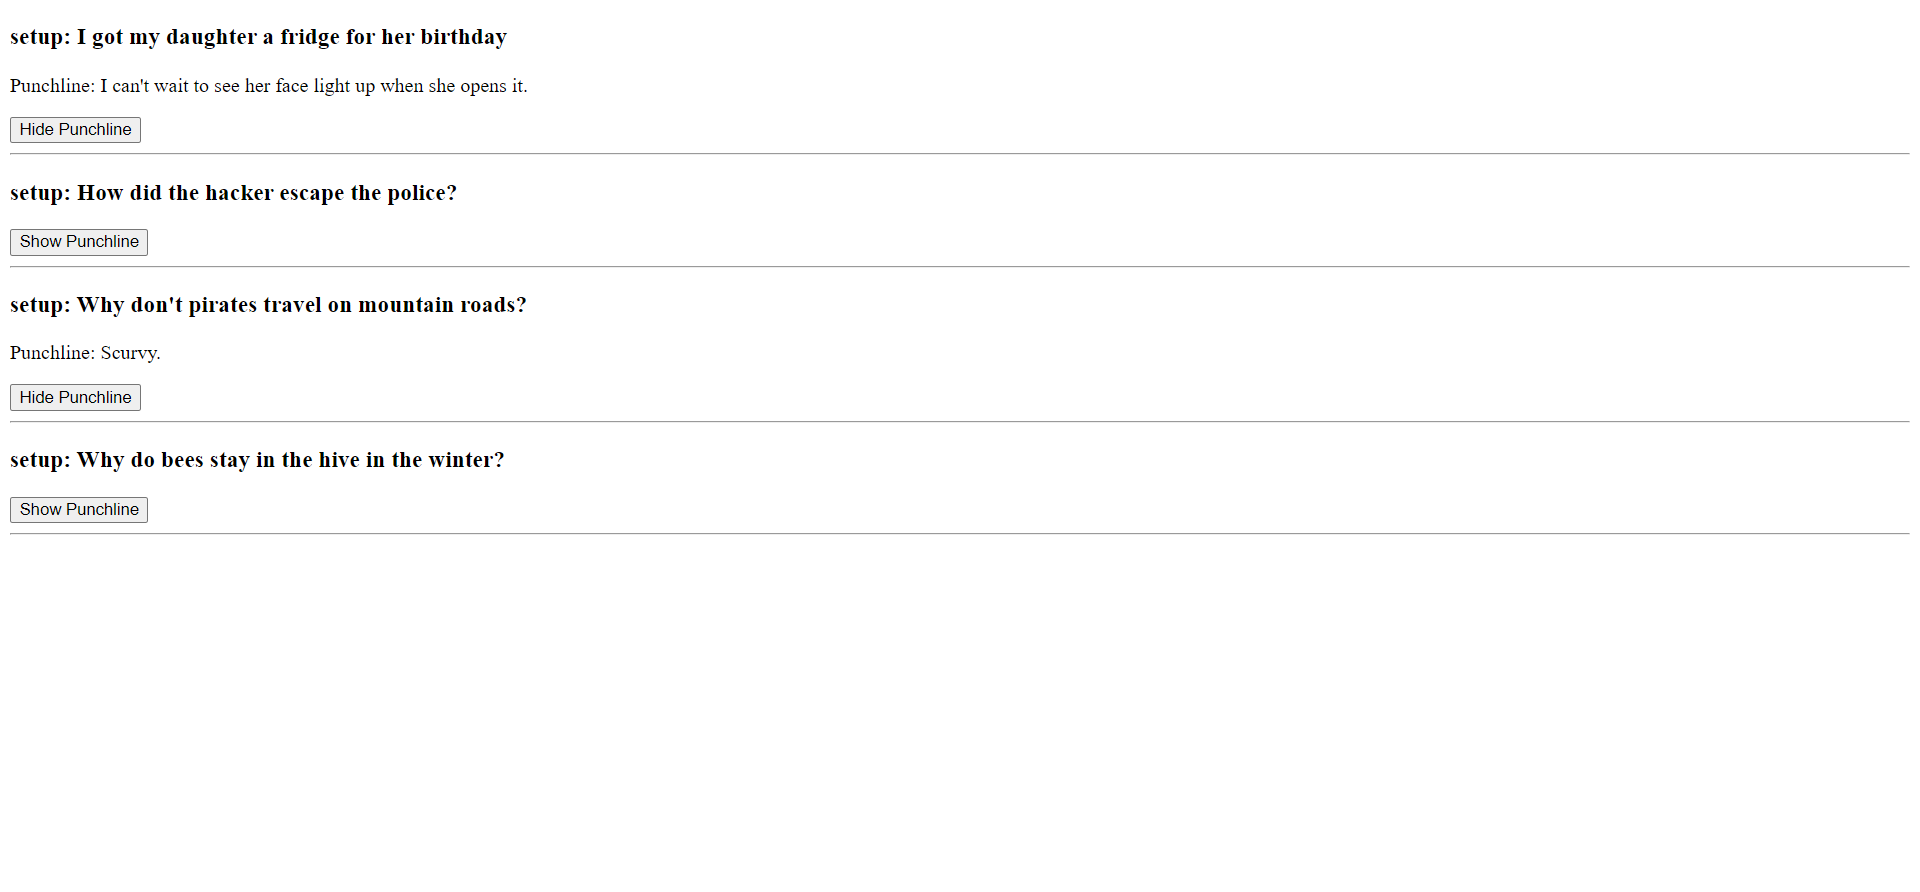 setup: I got my daughter a fridge for her birthday
Punchline: I can't wait to see her face light up when she opens it.
Hide Punchline
setup: How did the hacker escape the police?
Show Punchline
setup: Why don't pirates travel on mountain roads?
Punchline: Scurvy.
Hide Punchline
setup: Why do bees stay in the hive in the winter?
Show Punchline